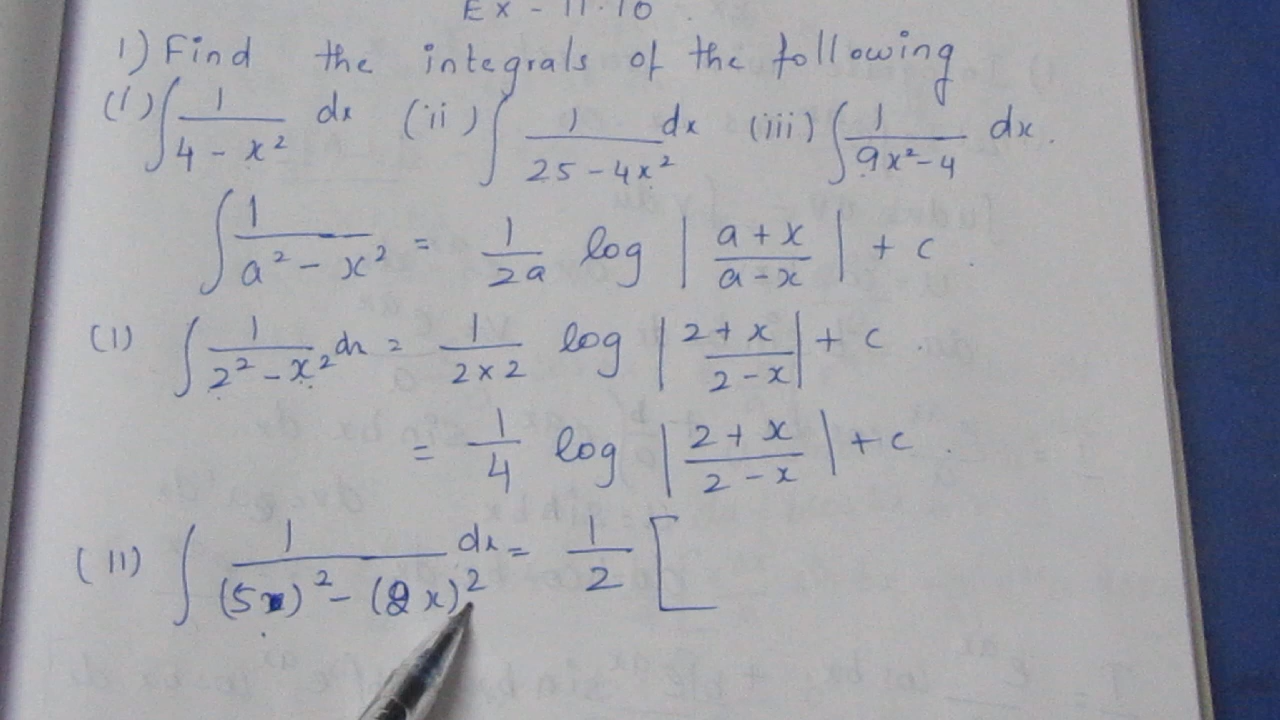 Ex - 11.10
1) Find the integrals of the following
(i) ∫ 1/(4 - x²) dx (ii) ∫ 1/(25 - 4x²) dx (iii) ∫ 1/(9x² - 4) dx.
∫ 1/(a² - x²) = 1/2a log |(a + x)/(a - x)| + c.
(i) ∫ 1/(2² - x²) dx = 1/(2 × 2) log |(2 + x)/(2 - x)| + c.
= 1/4 log |(2 + x)/(2 - x)| + c.
(ii) ∫ 1/((5)² - (2x)²) dx = 1/2 [